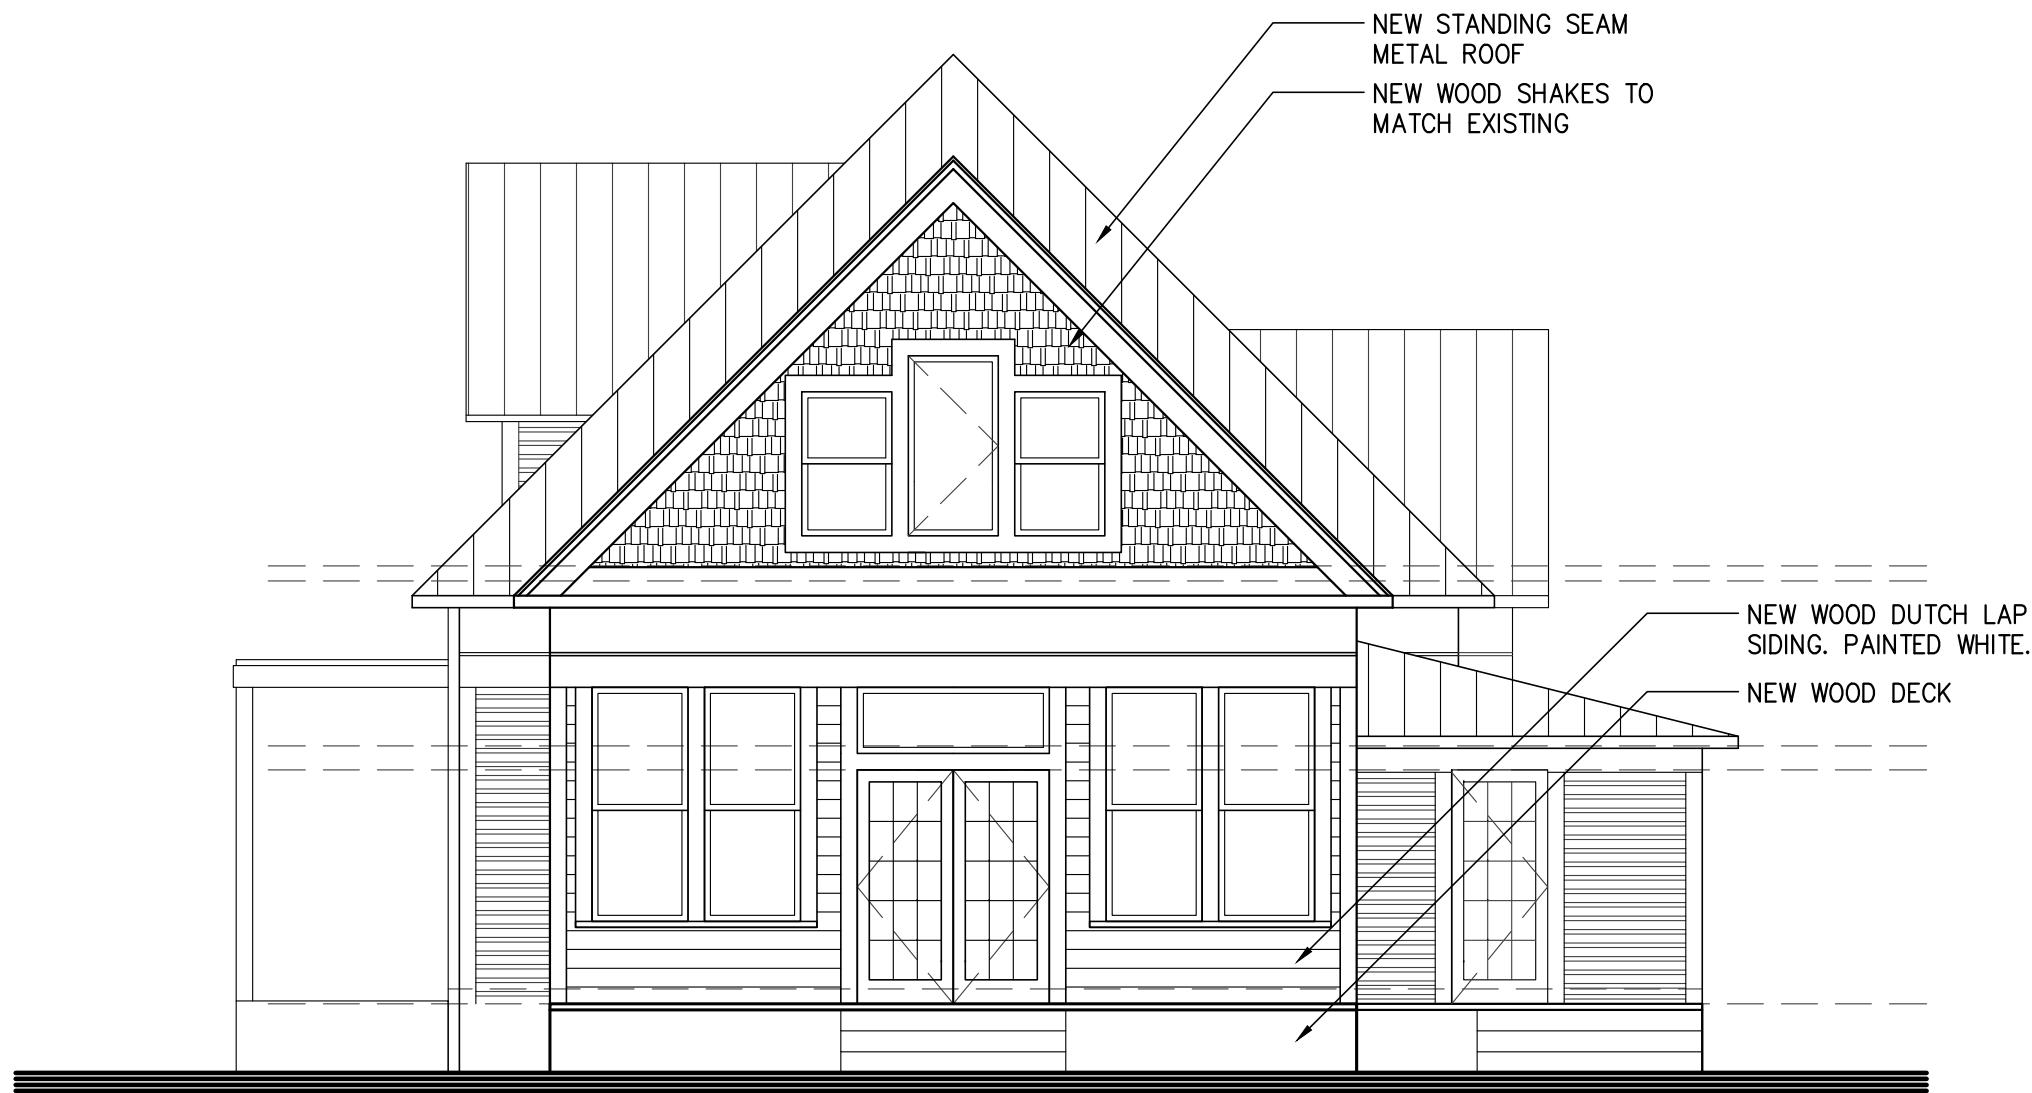 NEW STANDING SEAM
METAL ROOF
NEW WOOD SHAKES TO
MATCH EXISTING
NEW WOOD DUTCH LAP
SIDING. PAINTED WHITE.
NEW WOOD DECK